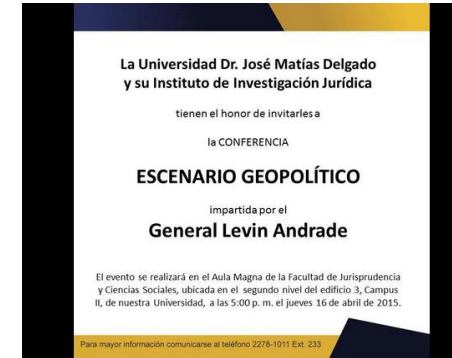 La Universidad Dr. José Matías Delgado
y su Instituto de Investigación Jurídica
tienen el honor de invitarles a
la CONFERENCIA
ESCENARIO GEOPOLÍTICO
impartida por el
General Levin Andrade
El evento se realizará en el Aula Magna de la Facultad de Jurisprudencia
y Ciencias Sociales, ubicada en el segundo nivel del edificio 3, Campus
II, de nuestra Universidad, a las 5:00 p. m. el jueves 16 de abril de 2015.
Para mayor información comunicarse al teléfono 2278-1011 Ext. 233